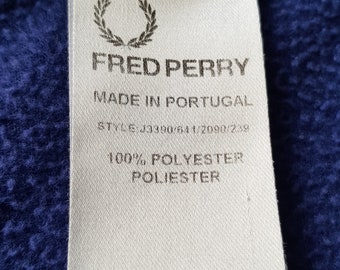 FRED PERRY
MADE IN PORTUGAL
STYLE:J3390/641/2090/239
100% POLYESTER
POLIESTER